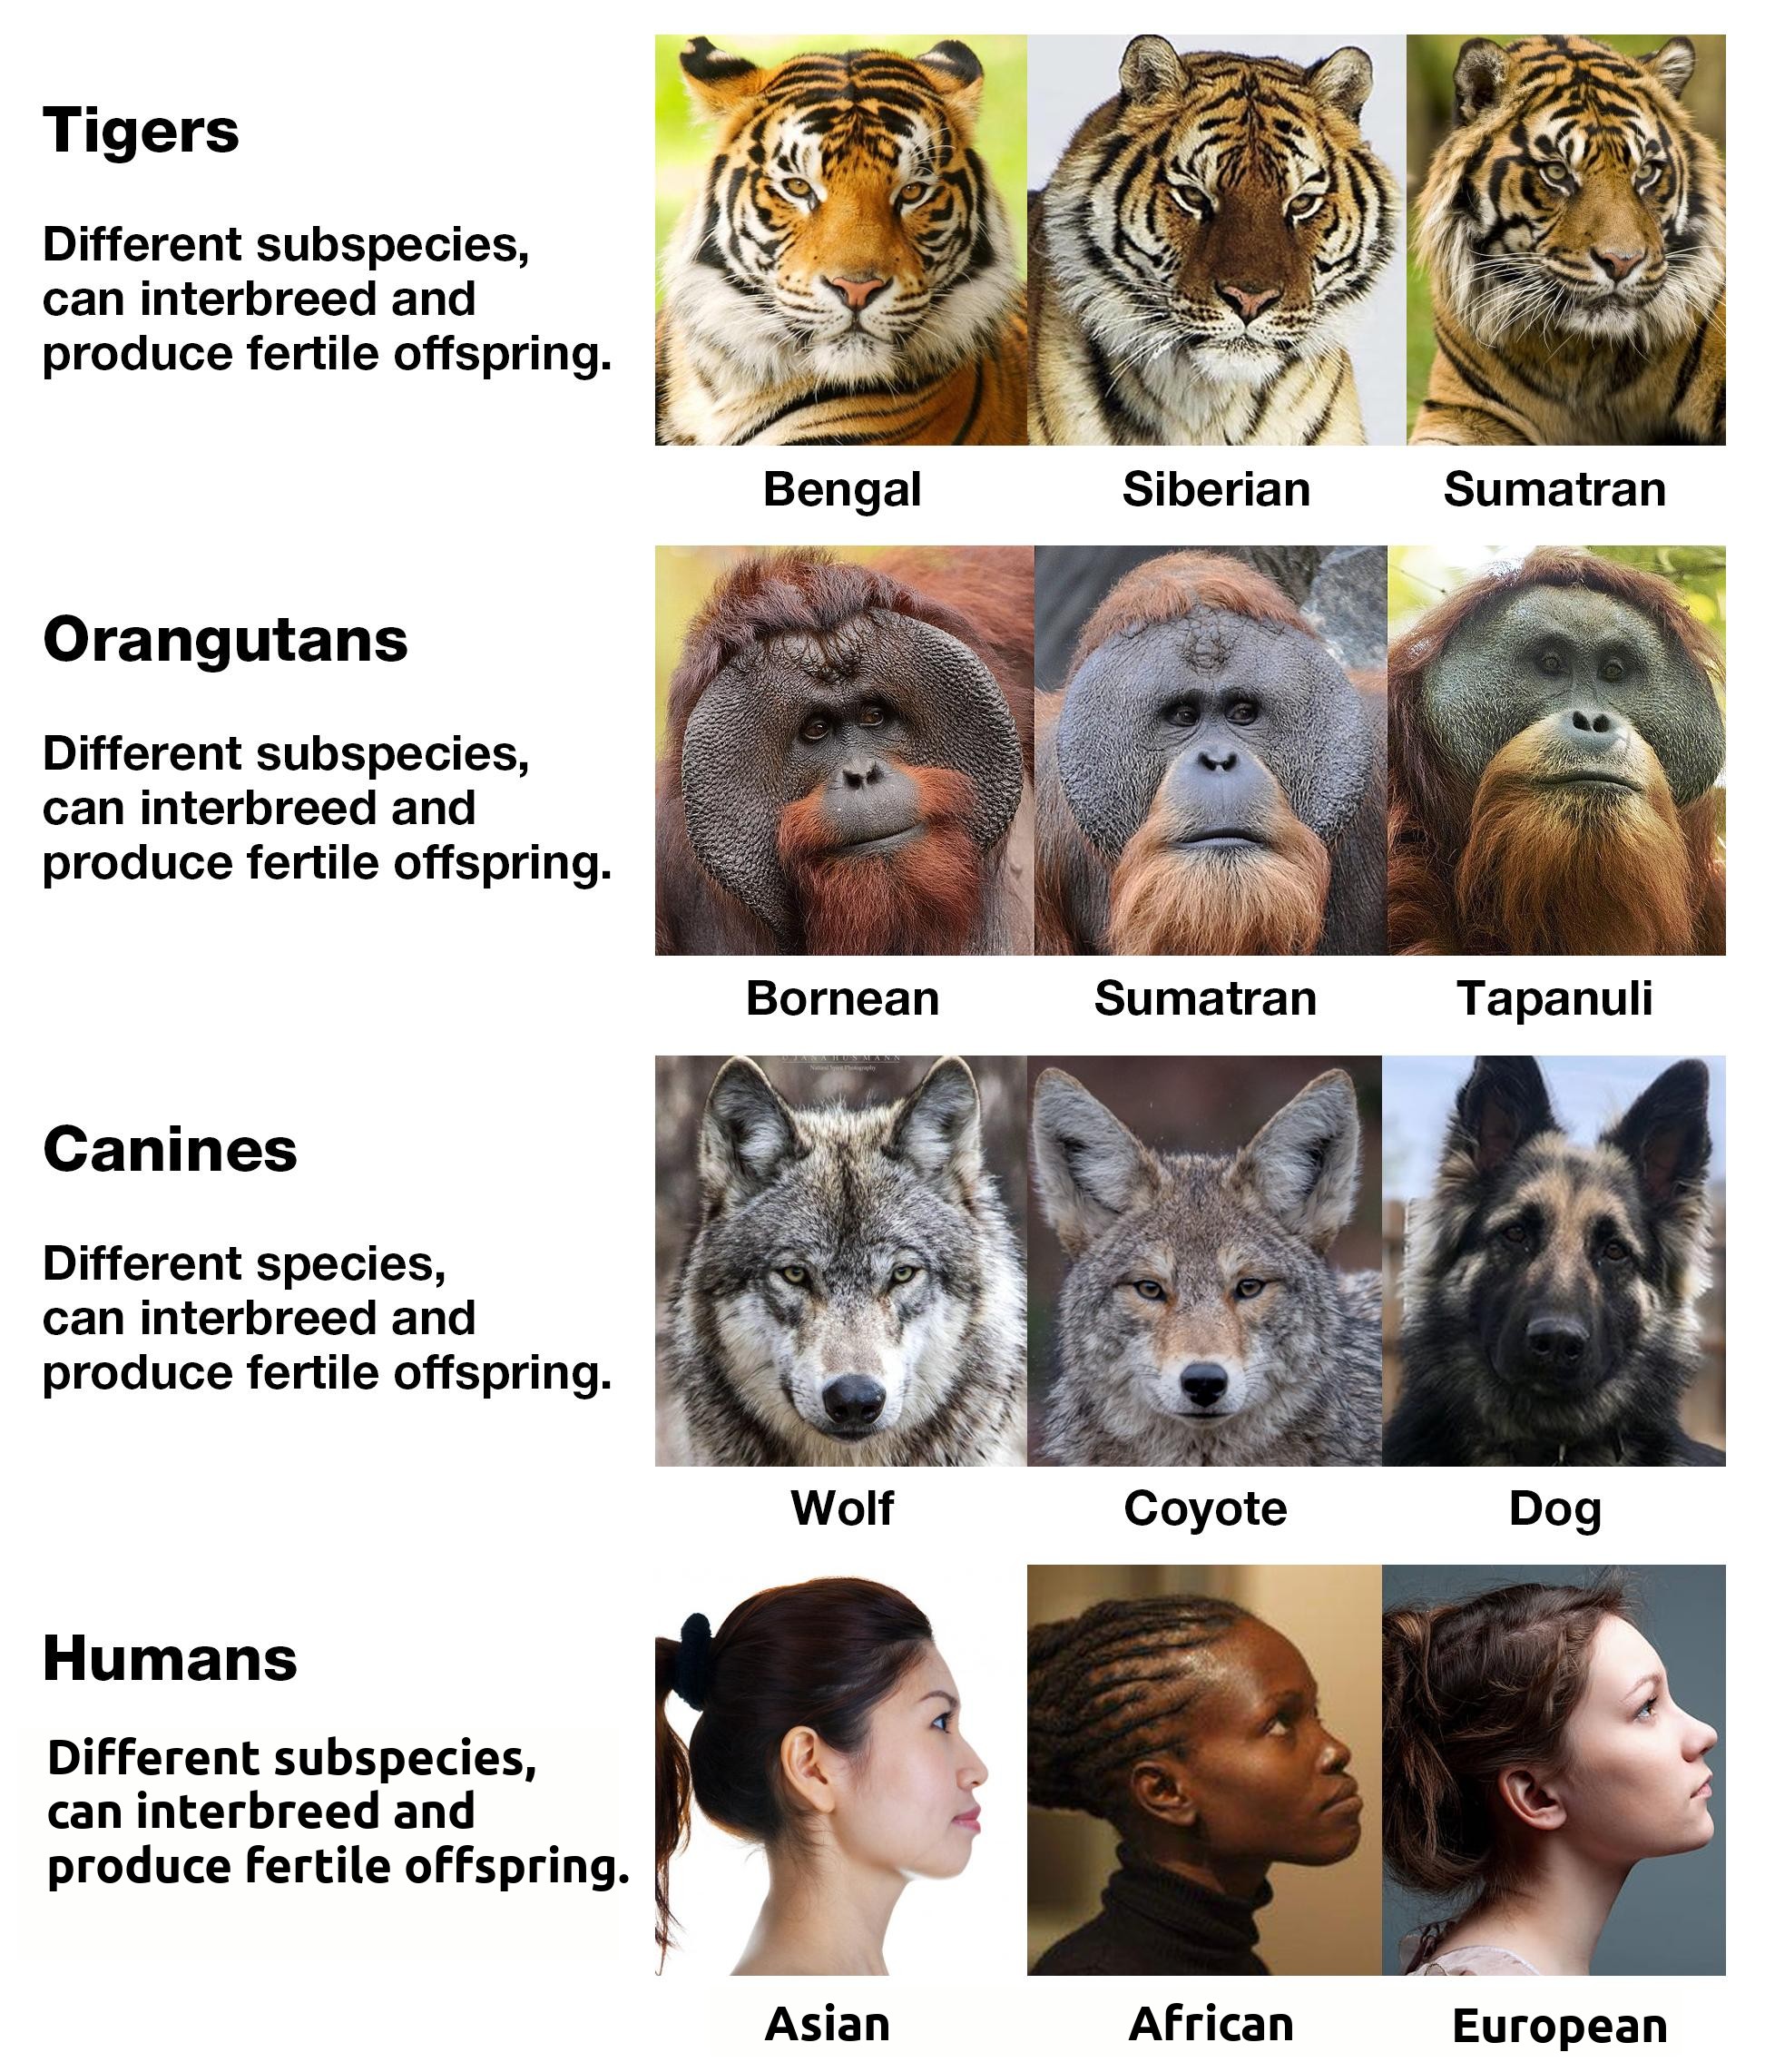 Tigers
Different subspecies,
can interbreed and
produce fertile offspring.
Bengal
Siberian
Sumatran
Orangutans
Different subspecies,
can interbreed and
produce fertile offspring.
Bornean
Sumatran
Tapanuli
Canines
Different species,
can interbreed and
produce fertile offspring.
Wolf
Coyote
Dog
Humans
Different subspecies,
can interbreed and
produce fertile offspring.
Asian
African
European